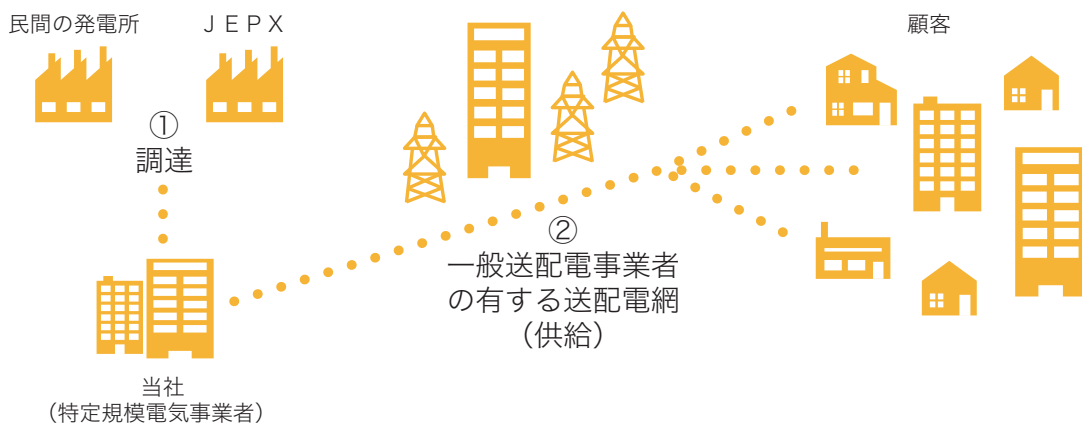 民間の発電所
ＪＥＰＸ
顧客
①
調達
②
一般送配電事業者
の有する送配電網
（供給）
当社
（特定規模電気事業者）